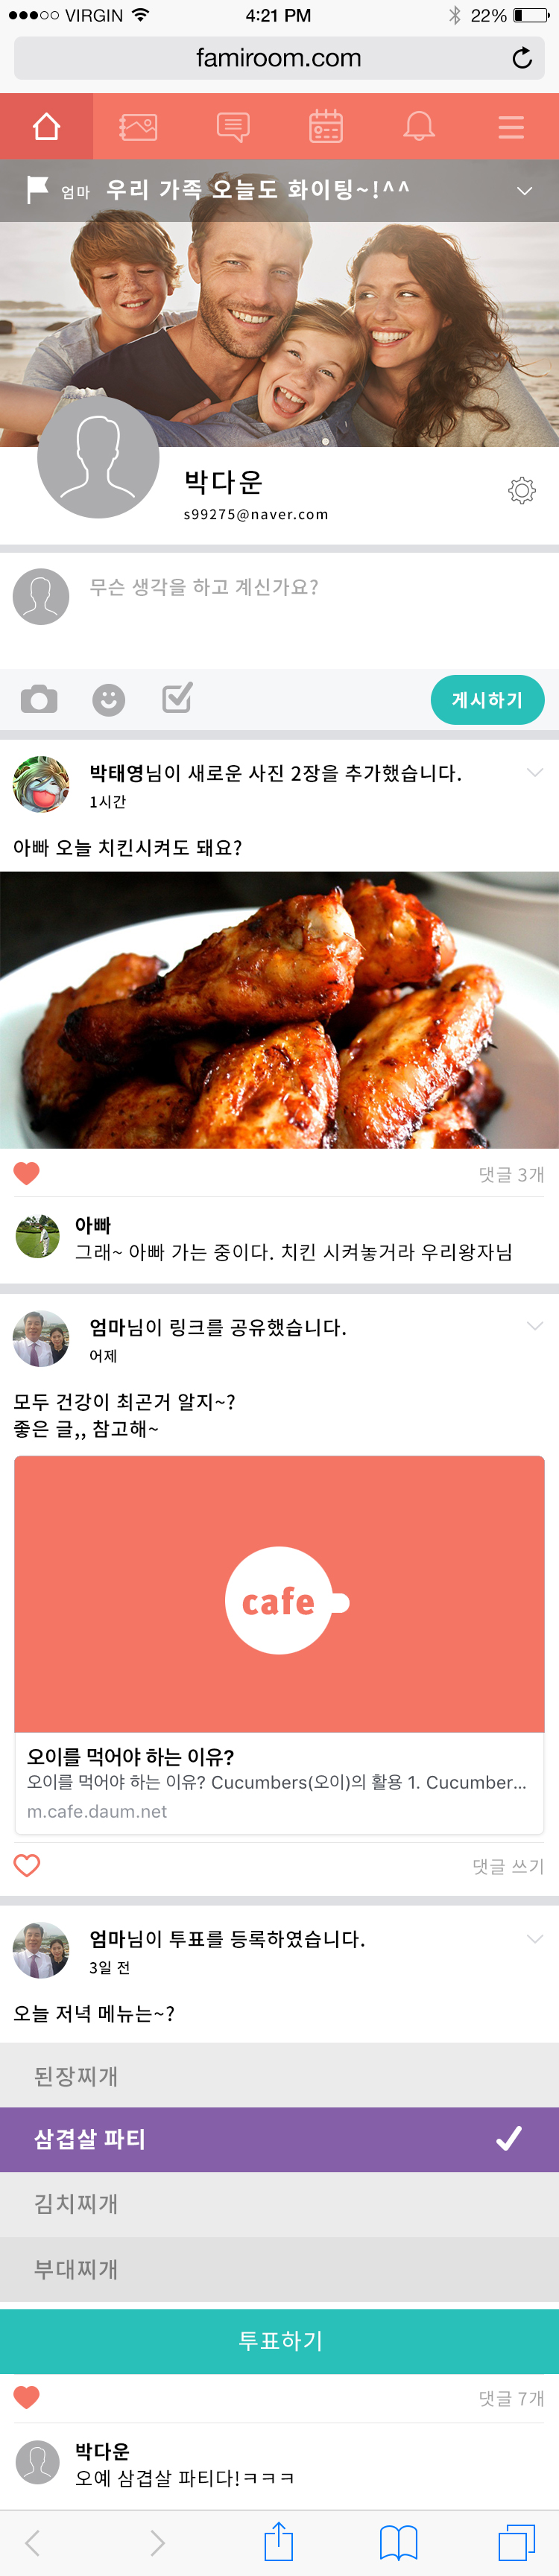 VIRGIN 4:21 PM 22%
famiroom.com
엄마 우리 가족 오늘도 화이팅~!^^
박다운
s99275@naver.com
무슨 생각을 하고 계신가요?
게시하기
박태영님이 새로운 사진 2장을 추가했습니다.
1시간
아빠 오늘 치킨시켜도 돼요?
댓글 3개
아빠
그래~ 아빠 가는 중이다. 치킨 시켜놓거라 우리왕자님
엄마님이 링크를 공유했습니다.
어제
모두 건강이 최곤거 알지~?
좋은 글,, 참고해~
cafe
오이를 먹어야 하는 이유?
오이를 먹어야 하는 이유? Cucumbers(오이)의 활용 1. Cucumber...
m.cafe.daum.net
댓글 쓰기
엄마님이 투표를 등록하였습니다.
3일 전
오늘 저녁 메뉴는~?
된장찌개
삼겹살 파티
김치찌개
부대찌개
투표하기
댓글 7개
박다운
오예 삼겹살 파티다!ㅋㅋㅋ